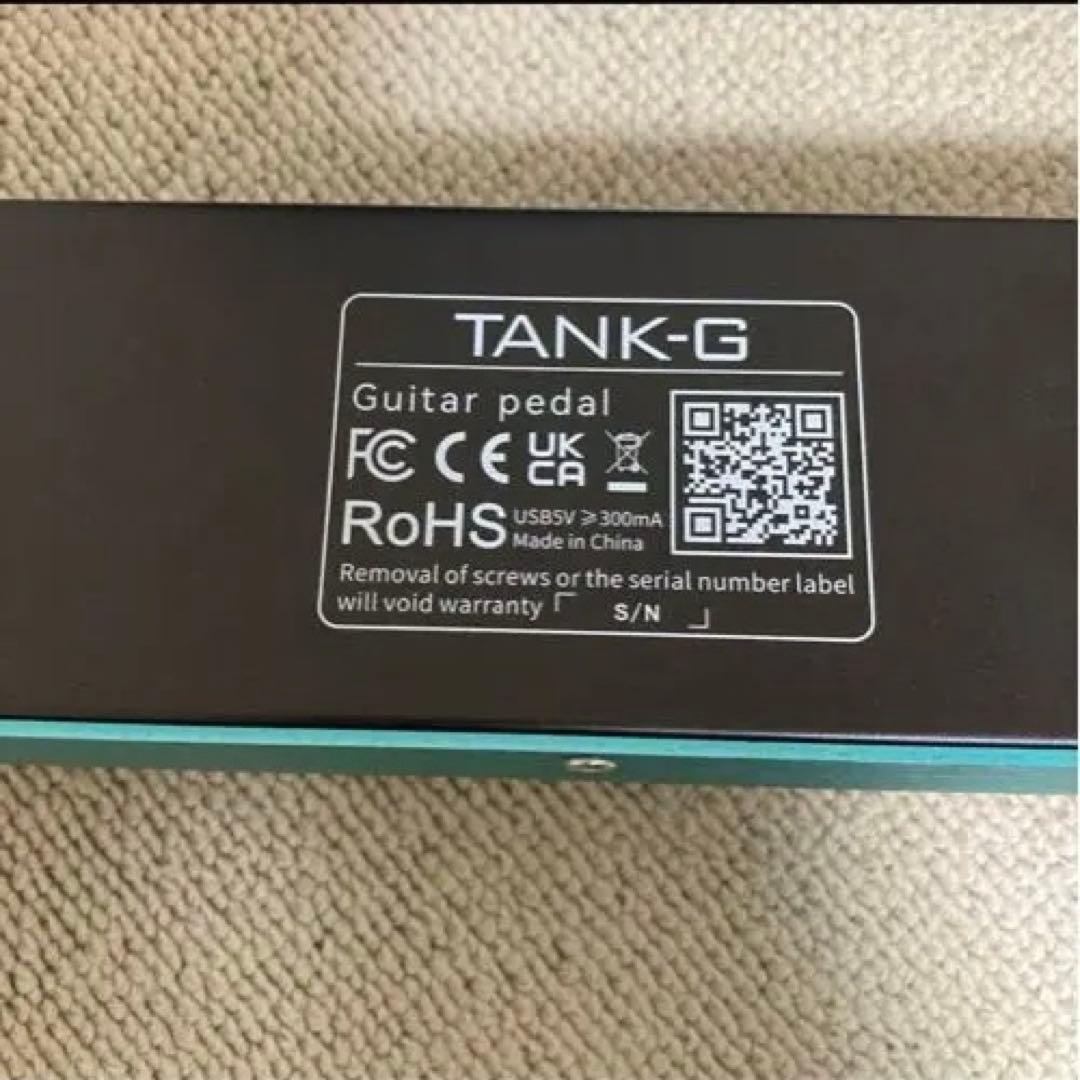 TANK-G
Guitar pedal
FC CE UK CA
RoHS USB5V ⩾300mA
Made in China
Removal of screws or the serial number label
will void warranty 「 S/N 」